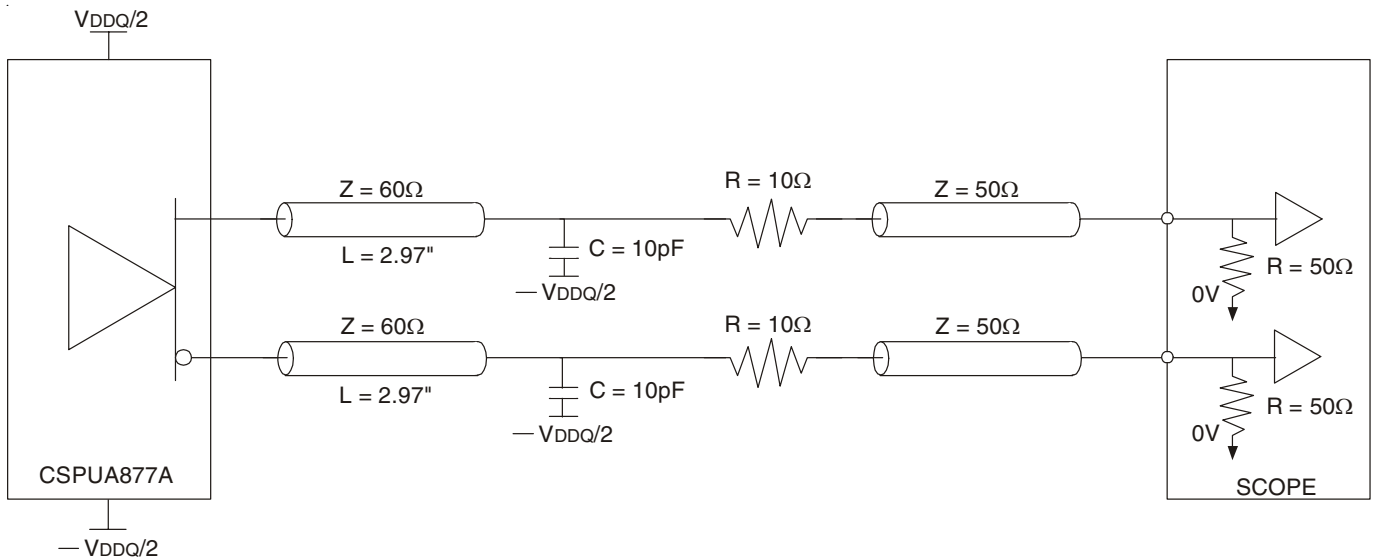 VDDQ/2
Z = 60Ω
R = 10Ω
Z = 50Ω
L = 2.97"
C = 10pF
— VDDQ/2
R = 50Ω
0V
Z = 60Ω
R = 10Ω
Z = 50Ω
L = 2.97"
C = 10pF
— VDDQ/2
R = 50Ω
0V
CSPUA877A
SCOPE
— VDDQ/2